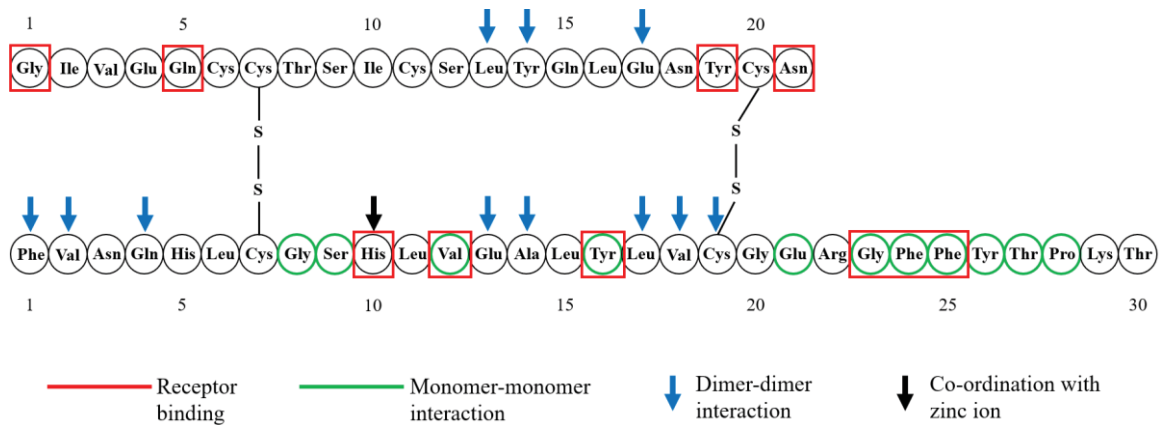 1 5 10 15 20
Gly Ile Val Glu Gln Cys Cys Thr Ser Ile Cys Ser Leu Tyr Gln Leu Glu Asn Tyr Cys Asn
S S
S S
Phe Val Asn Gln His Leu Cys Gly Ser His Leu Val Glu Ala Leu Tyr Leu Val Cys Gly Glu Arg Gly Phe Phe Tyr Thr Pro Lys Thr
1 5 10 15 20 25 30
Receptor
binding
Monomer-monomer
interaction
Dimer-dimer
interaction
Co-ordination with
zinc ion